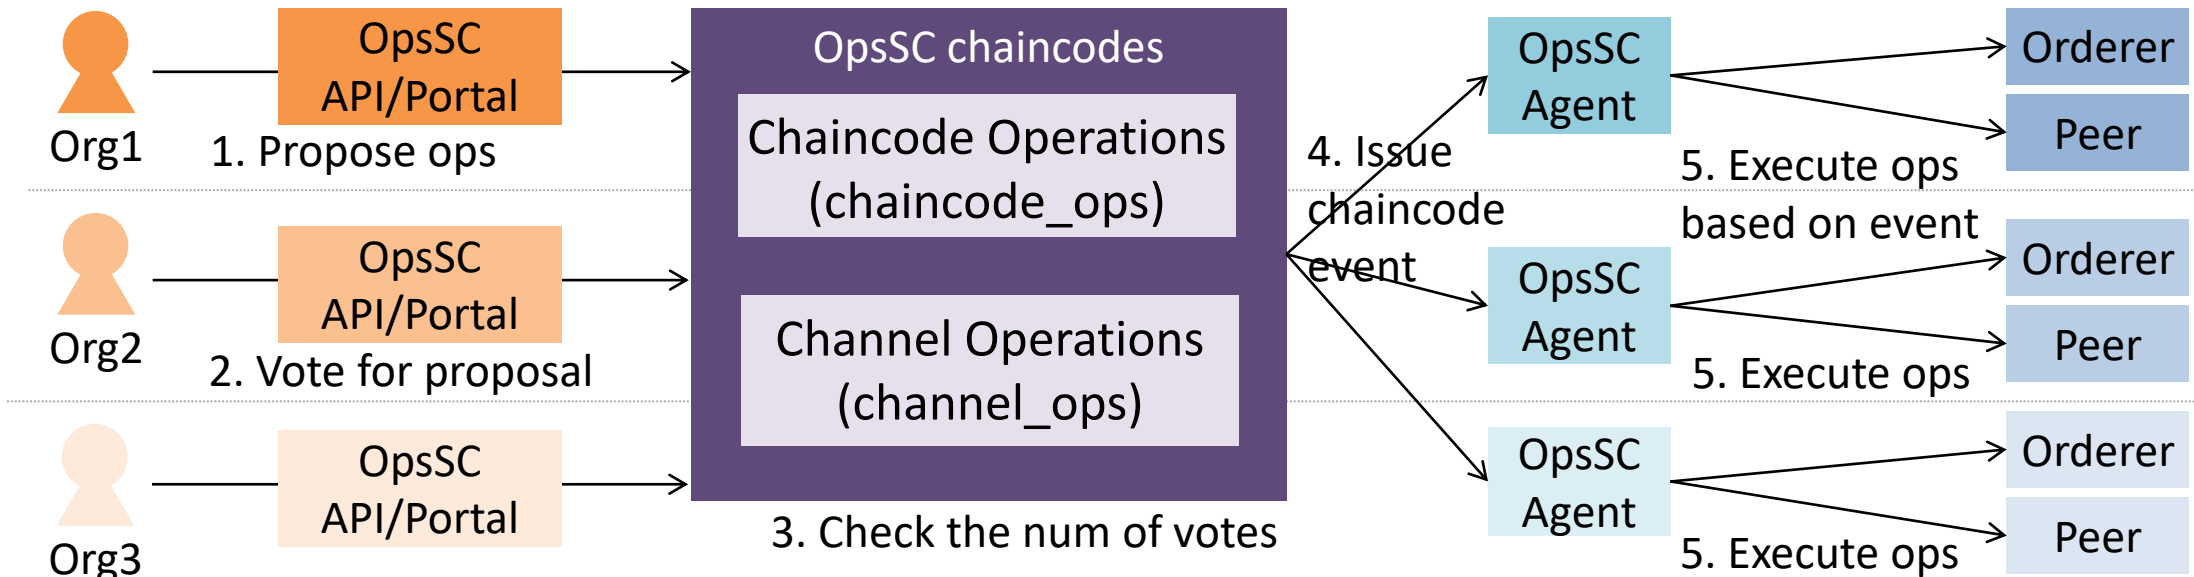 OpsSC
API/Portal
Org1
1. Propose ops
OpsSC
API/Portal
Org2
2. Vote for proposal
OpsSC
API/Portal
Org3
OpsSC chaincodes
Chaincode Operations
(chaincode_ops)
Channel Operations
(channel_ops)
3. Check the num of votes
4. Issue
chaincode
event
OpsSC
Agent
Orderer
Peer
5. Execute ops
based on event
OpsSC
Agent
Orderer
Peer
5. Execute ops
OpsSC
Agent
Orderer
Peer
5. Execute ops